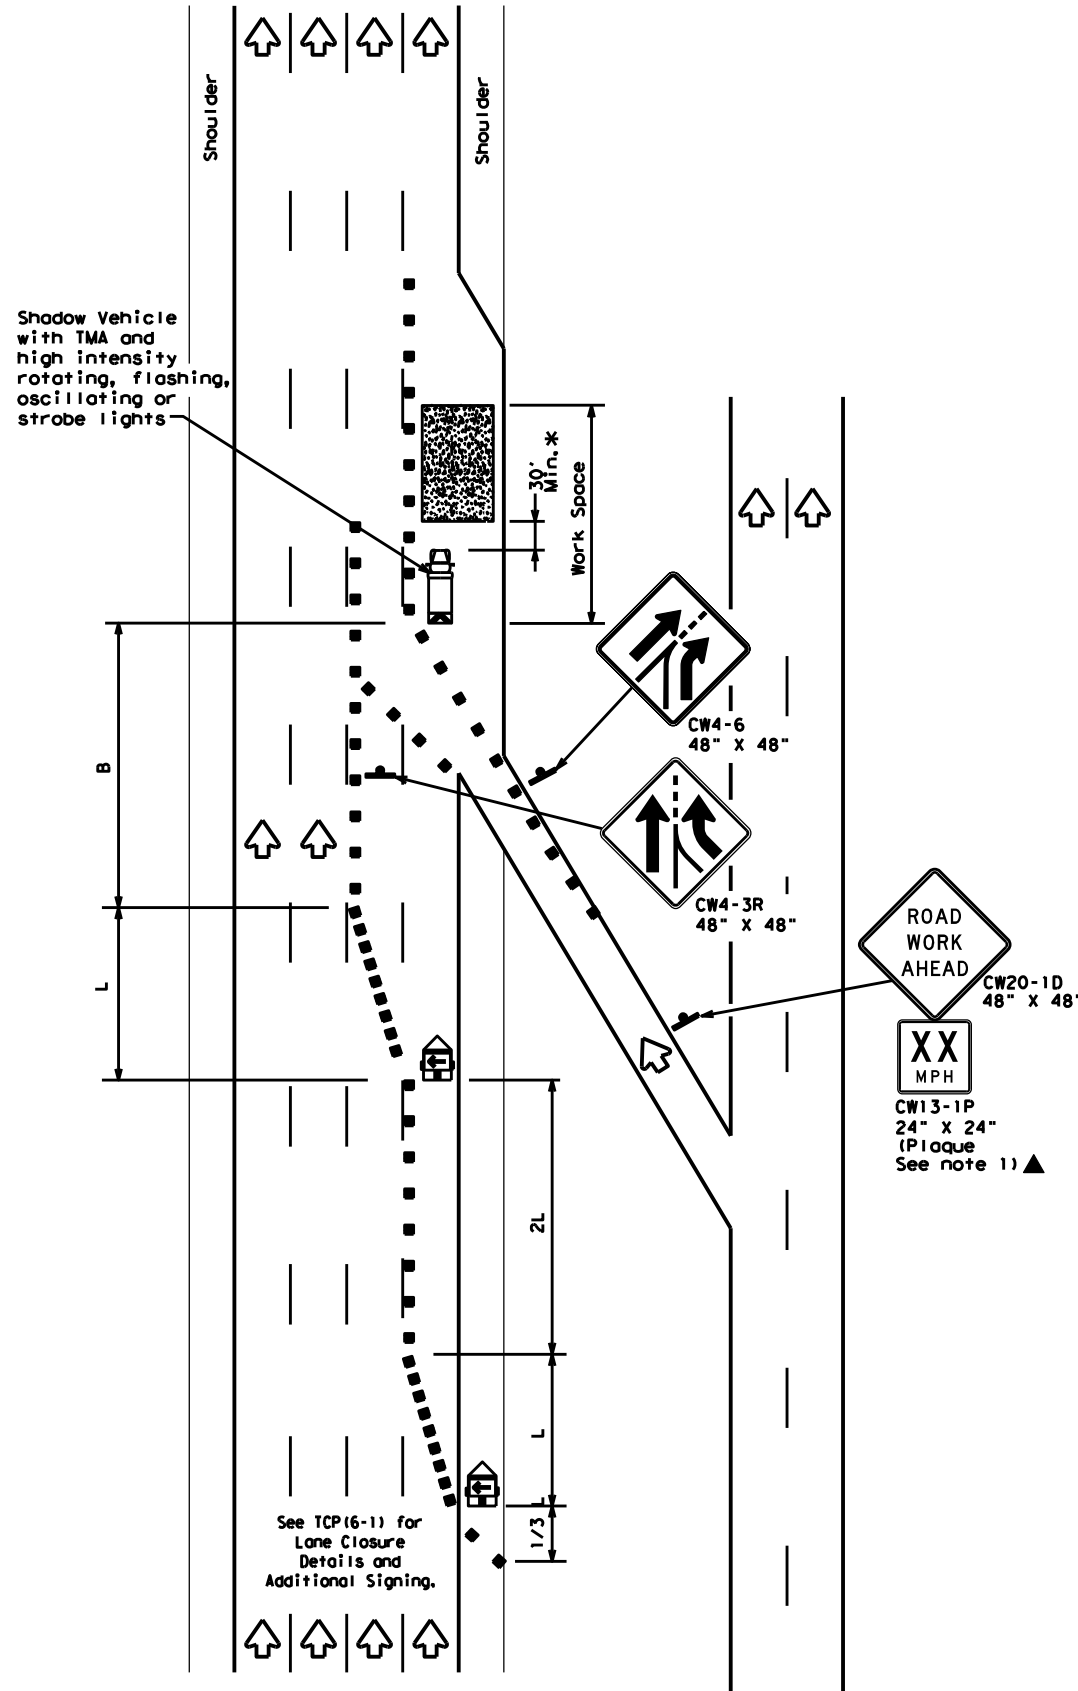 Shoulder
Shoulder
Shadow Vehicle
with TMA and
high intensity
rotating, flashing,
oscillating or
strobe lights
30'
Min.*
Work Space
CW4-6
48" X 48"
B
CW4-3R
48" X 48"
ROAD
WORK
AHEAD
CW20-1D
48" X 48"
L
XX
MPH
CW13-1P
24" X 24"
(Plaque
See note 1)▲
2L
L
1/3 L
See TCP(6-1) for
Lane Closure
Details and
Additional Signing.